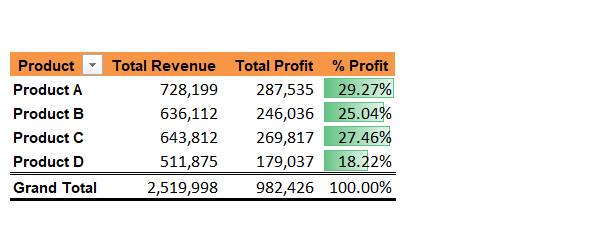 Product Total Revenue Total Profit % Profit
Product A 728,199 287,535 29.27%
Product B 636,112 246,036 25.04%
Product C 643,812 269,817 27.46%
Product D 511,875 179,037 18.22%
Grand Total 2,519,998 982,426 100.00%